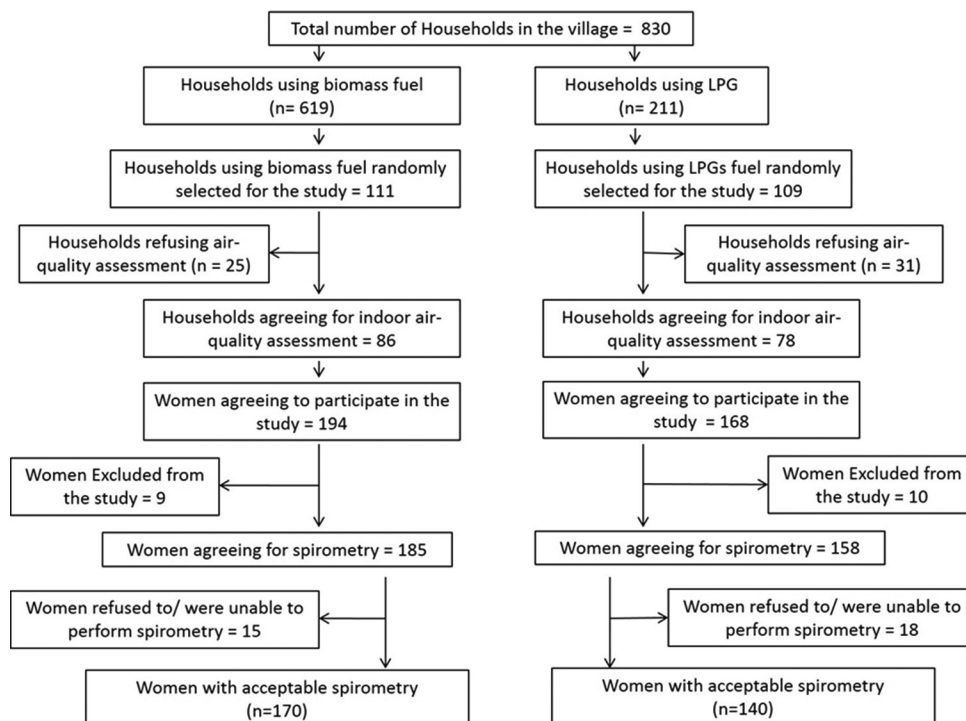 Total number of Households in the village = 830
Households using biomass fuel
(n= 619)
Households using LPG
(n= 211)
Households using biomass fuel randomly
selected for the study = 111
Households using LPGs fuel randomly
selected for the study = 109
Households refusing air-
quality assessment (n = 25)
Households refusing air-
quality assessment (n = 31)
Households agreeing for indoor air-
quality assessment = 86
Households agreeing for indoor air-
quality assessment = 78
Women agreeing to participate in the
study = 194
Women agreeing to participate in the
study = 168
Women Excluded from
the study = 9
Women Excluded from
the study = 10
Women agreeing for spirometry = 185
Women agreeing for spirometry = 158
Women refused to/ were unable to
perform spirometry = 15
Women refused to/ were unable to
perform spirometry = 18
Women with acceptable spirometry
(n=170)
Women with acceptable spirometry
(n=140)